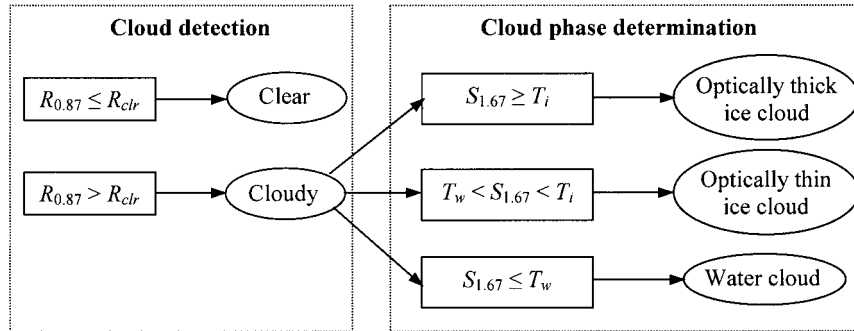 Cloud detection
R0.87 ≤ Rclr
Clear
R0.87 > Rclr
Cloudy
Cloud phase determination
S1.67 ≥ Ti
Optically thick
ice cloud
Tw < S1.67 < Ti
Optically thin
ice cloud
S1.67 ≤ Tw
Water cloud